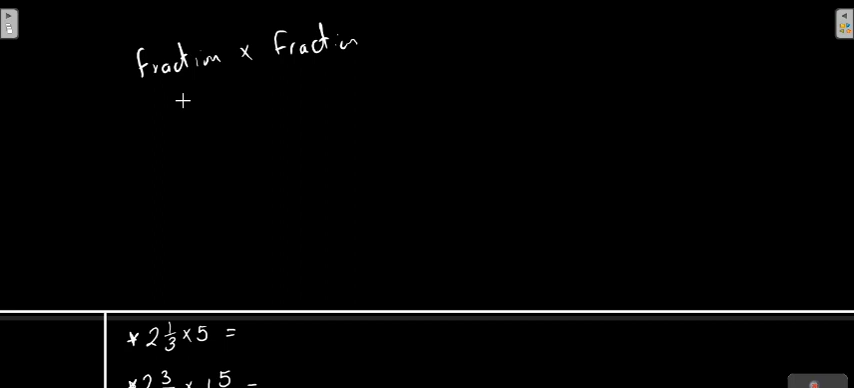 Fraction × Fraction
* 2 1/3 × 5 =